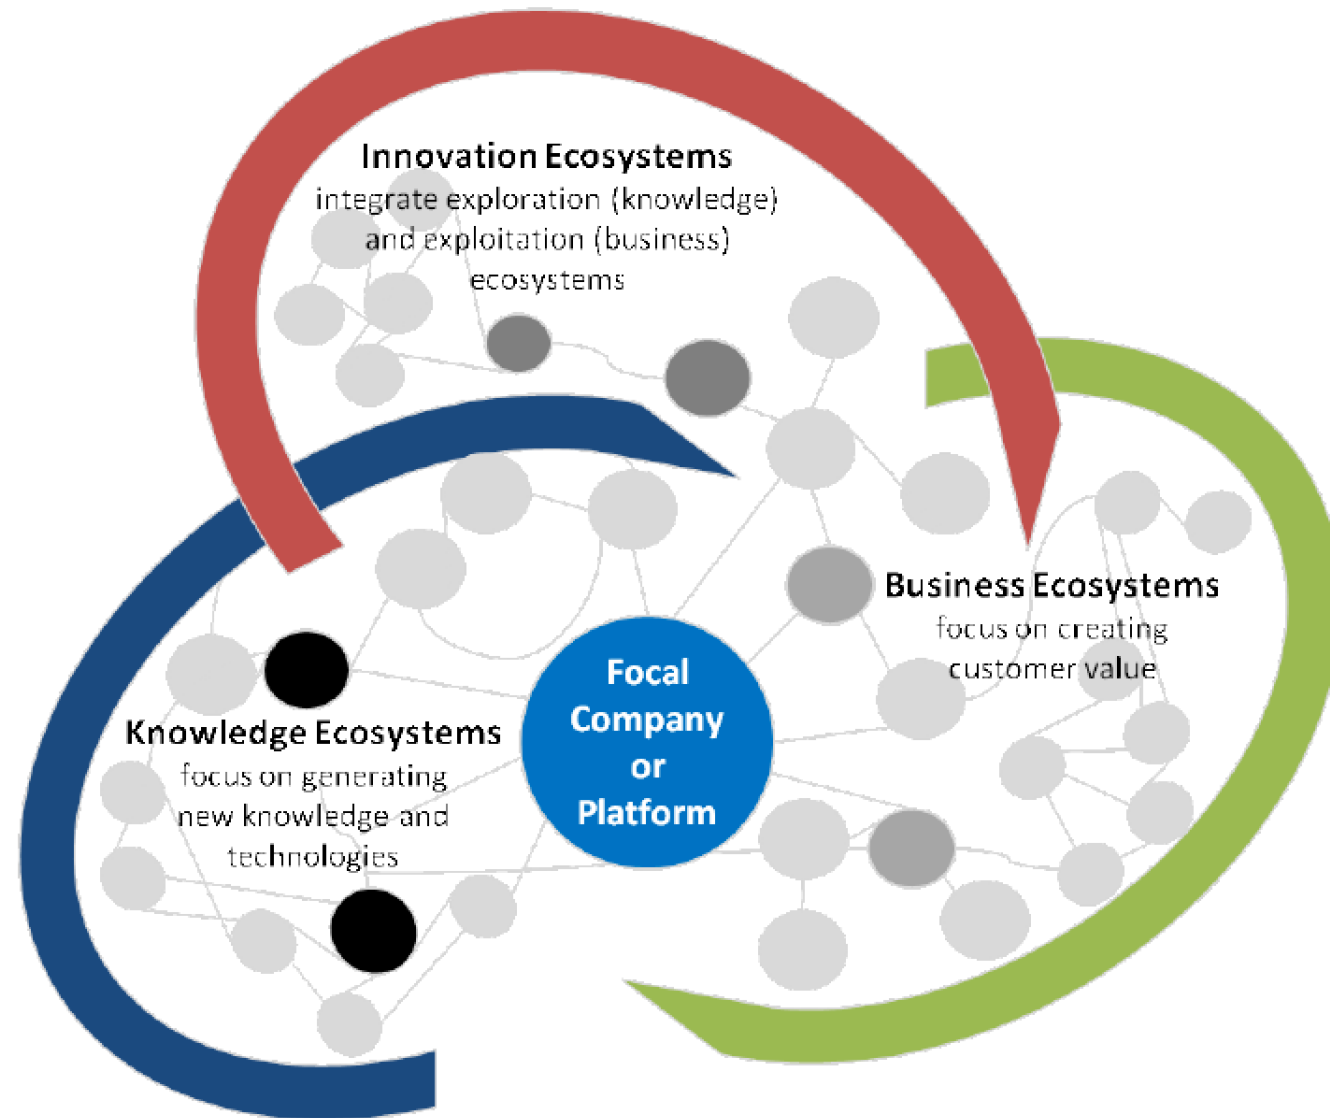 Innovation Ecosystems
integrate exploration (knowledge)
and exploitation (business)
ecosystems
Business Ecosystems
focus on creating
customer value
Focal
Company
or
Platform
Knowledge Ecosystems
focus on generating
new knowledge and
technologies